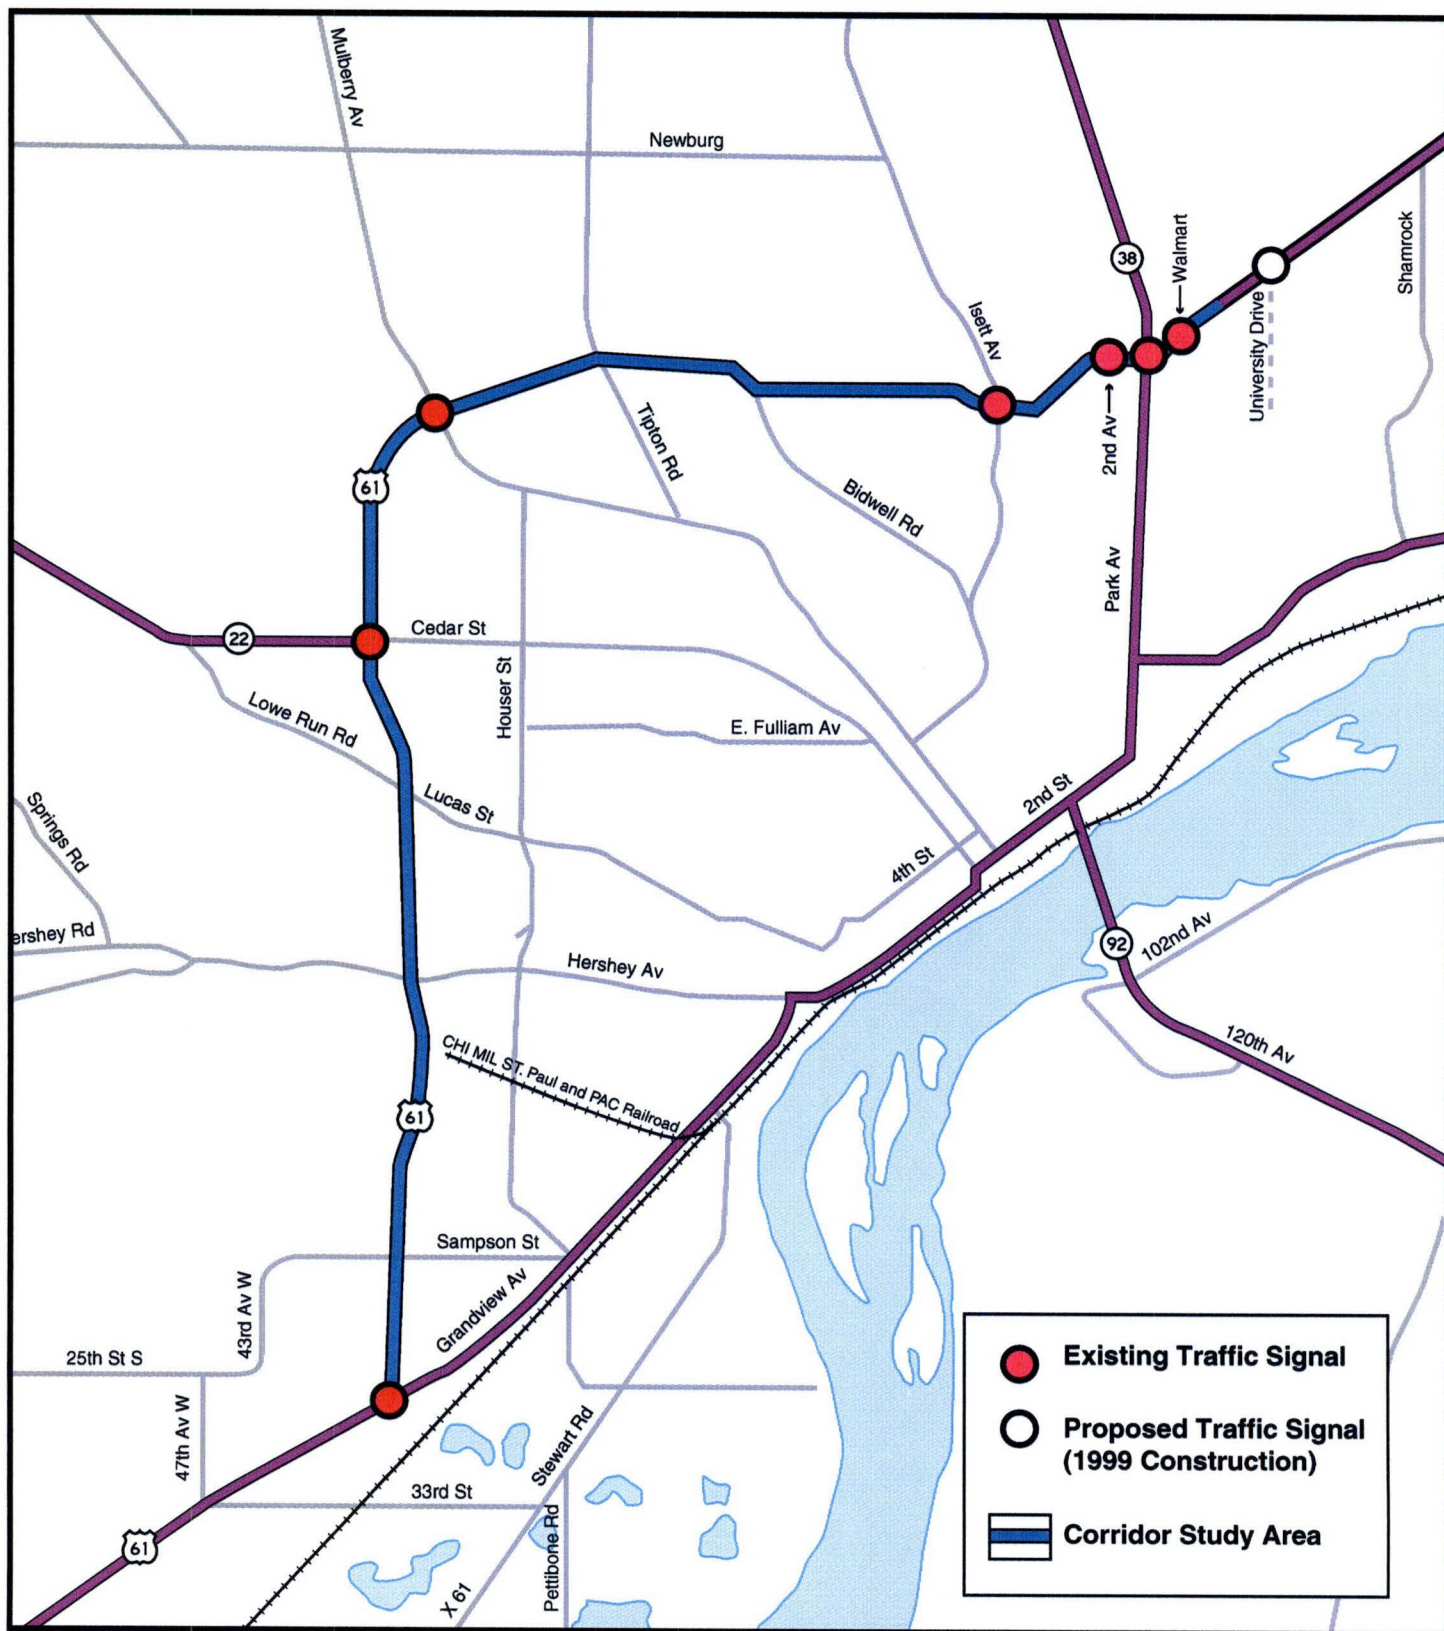 Mulberry Av
Newburg
38
Walmart
Shamrock
Isett Av
University Drive
2nd Av
Tipton Rd
61
Bidwell Rd
Park Av
22
Cedar St
Houser St
Lowe Run Rd
E. Fulliam Av
Lucas St
2nd St
Springs Rd
4th St
ershey Rd
92
102nd Av
Hershey Av
120th Av
CHI MIL ST. Paul and PAC Railroad
61
Sampson St
43rd Av W
Grandview Av
25th St S
47th Av W
Stewart Rd
33rd St
61
Pettibone Rd
X 61
Existing Traffic Signal
Proposed Traffic Signal
(1999 Construction)
Corridor Study Area